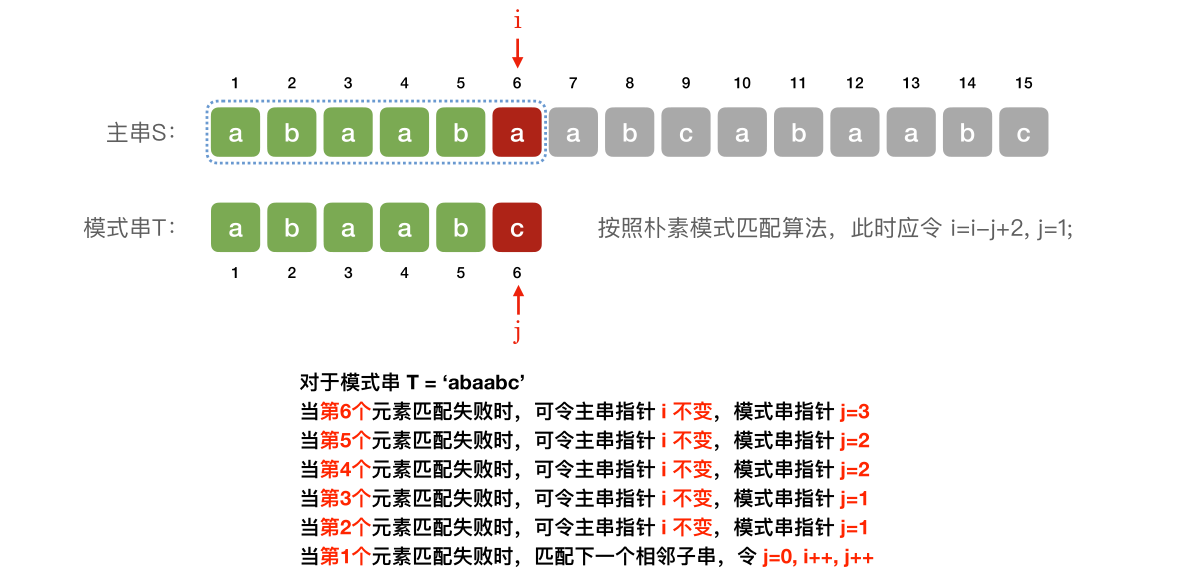 i
1 2 3 4 5 6 7 8 9 10 11 12 13 14 15
主串S： a b a a b a a b c a b a a b c
模式串T： a b a a b c 按照朴素模式匹配算法，此时应令 i=i–j+2, j=1;
1 2 3 4 5 6
j
对于模式串 T = ‘abaabc’
当第6个元素匹配失败时，可令主串指针 i 不变，模式串指针 j=3
当第5个元素匹配失败时，可令主串指针 i 不变，模式串指针 j=2
当第4个元素匹配失败时，可令主串指针 i 不变，模式串指针 j=2
当第3个元素匹配失败时，可令主串指针 i 不变，模式串指针 j=1
当第2个元素匹配失败时，可令主串指针 i 不变，模式串指针 j=1
当第1个元素匹配失败时，匹配下一个相邻子串，令 j=0, i++, j++